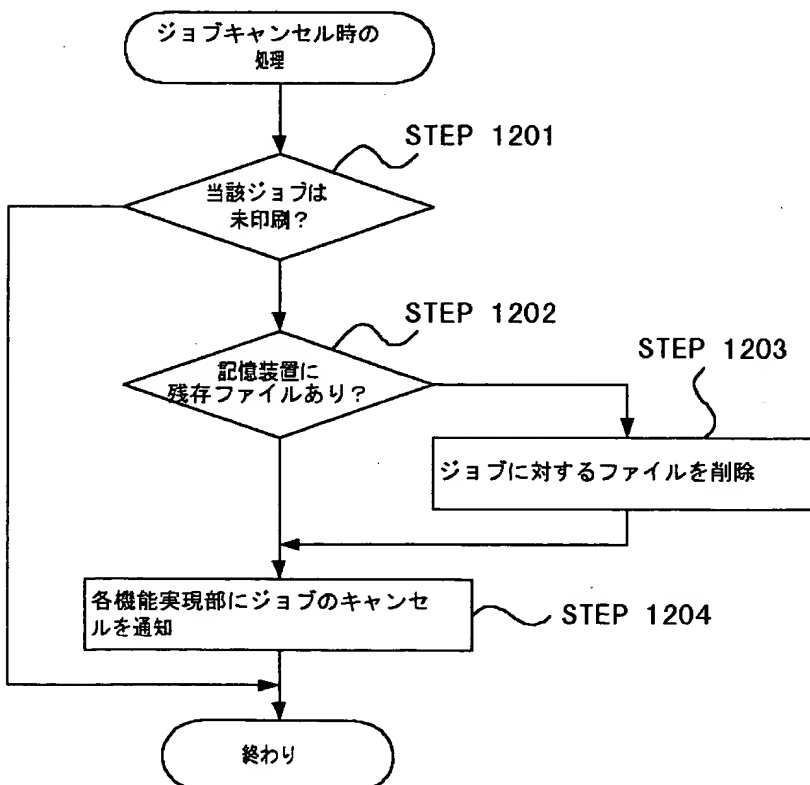 ジョブキャンセル時の
処理
STEP 1201
当該ジョブは
未印刷？
STEP 1202
記憶装置に
残存ファイルあり？
STEP 1203
ジョブに対するファイルを削除
各機能実現部にジョブのキャンセ
ルを通知
STEP 1204
終わり